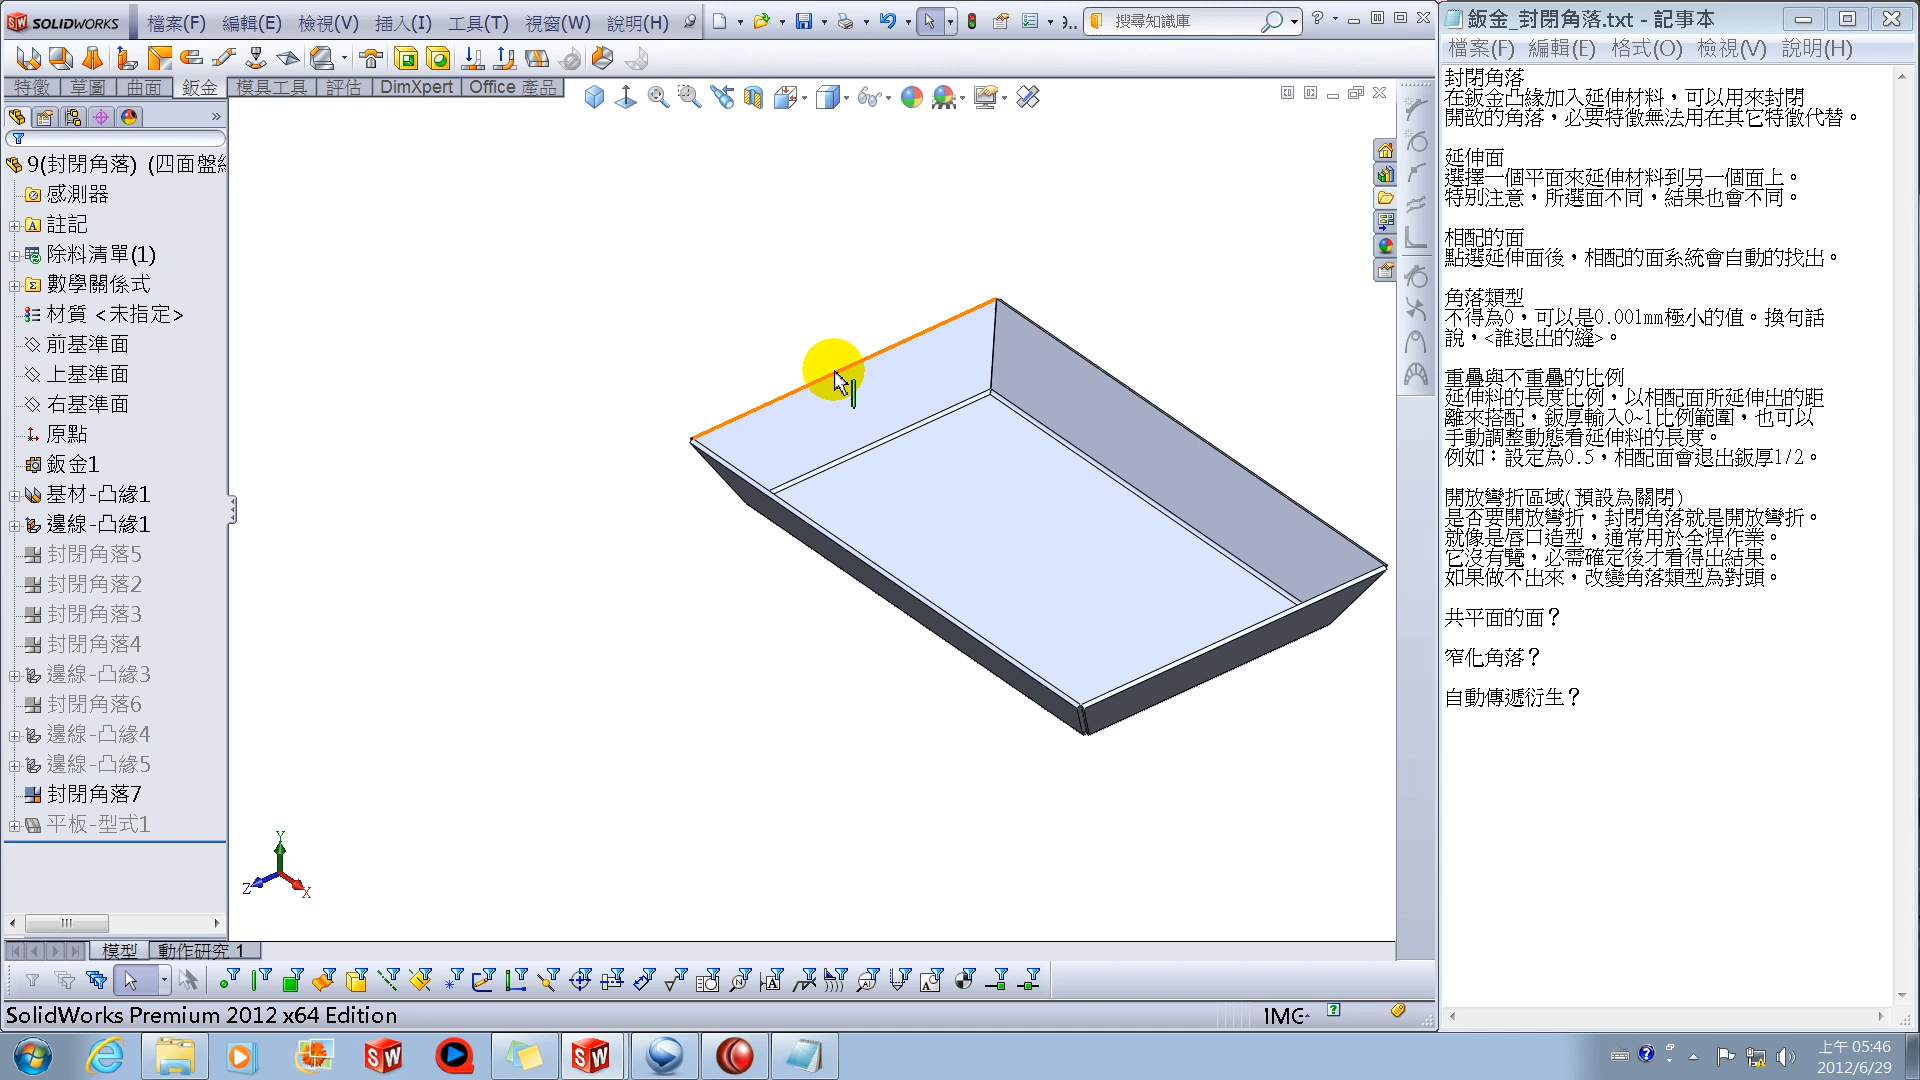 SOLIDWORKS 檔案(F) 編輯(E) 檢視(V) 插入(I) 工具(T) 視窗(W) 說明(H)
搜尋知識庫
特徵 草圖 曲面 鈑金 模具工具 評估 DimXpert Office 產品
9(封閉角落) (四面盤
感測器
註記
除料清單(1)
數學關係式
材質 <未指定>
前基準面
上基準面
右基準面
原點
鈑金1
基材-凸緣1
邊線-凸緣1
封閉角落5
封閉角落2
封閉角落3
封閉角落4
邊線-凸緣3
封閉角落6
邊線-凸緣4
邊線-凸緣5
封閉角落7
平板-型式1
Y
Z
X
模型 動作研究 1
SolidWorks Premium 2012 x64 Edition
鈑金_封閉角落.txt - 記事本
檔案(F) 編輯(E) 格式(O) 檢視(V) 說明(H)
封閉角落
在鈑金凸緣加入延伸材料，可以用來封閉
開啟的角落，必要特徵無法用在其它特徵代替。
延伸面
選擇一個平面來延伸材料到另一個面上。
特別注意，所選面不同，結果也會不同。
相配的面
點選延伸面後，相配的面系統會自動的找出。
角落類型
不得為0，可以是0.001mm極小的值。換句話
說，<誰退出的縫>。
重疊與不重疊的比例
延伸料的長度比例，以相配面所延伸出的距
離來搭配，鈑厚輸入0~1比例範圍，也可以
手動調整動態看延伸料的長度。
例如：設定為0.5，相配面會退出鈑厚1/2。
開放彎折區域(預設為關閉)
是否要開放彎折，封閉角落就是開放彎折。
就像是唇口造型，通常用於全焊作業。
它沒有覽，必需確定後才看得出結果。
如果做不出來，改變角落類型為對頭。
共平面的面？
窄化角落？
自動傳遞衍生？
上午 05:46
2012/6/29